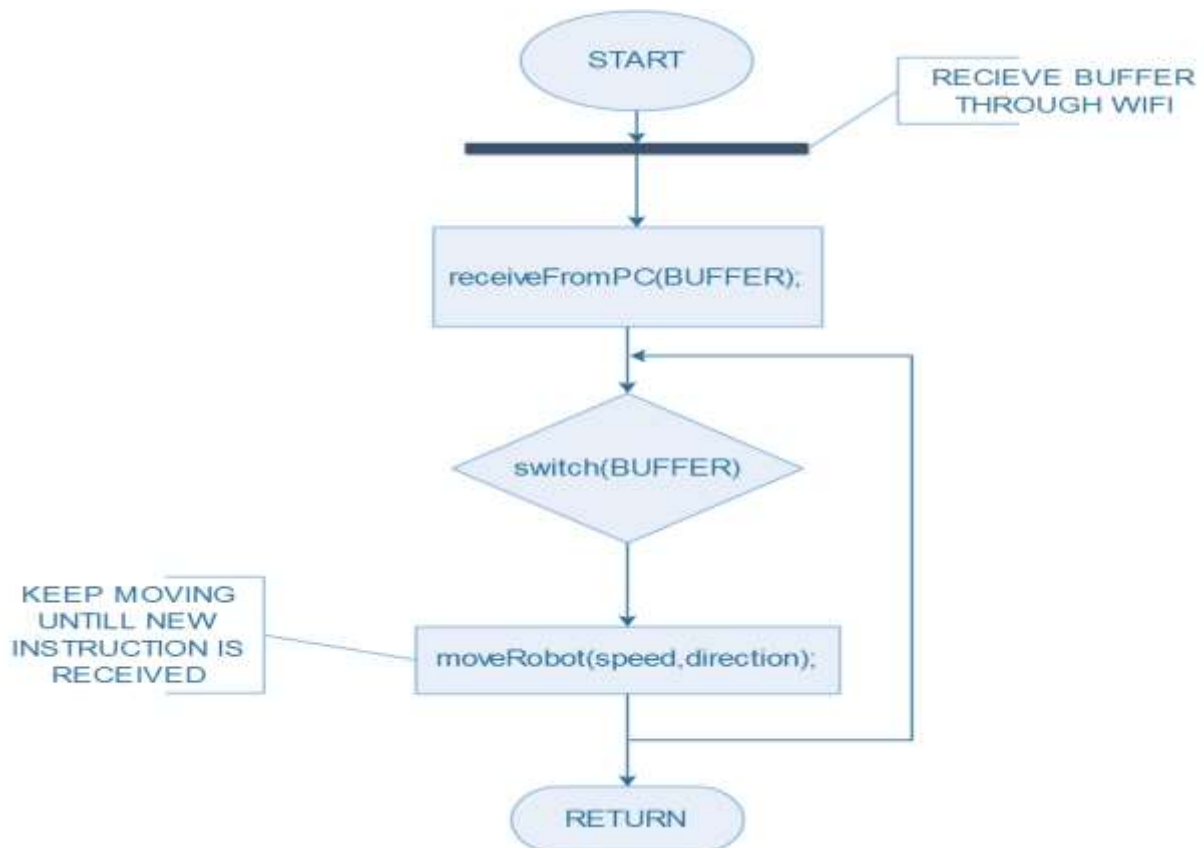 START
RECIEVE BUFFER
THROUGH WIFI
receiveFromPC(BUFFER);
switch(BUFFER)
KEEP MOVING
UNTILL NEW
INSTRUCTION IS
RECEIVED
moveRobot(speed,direction);
RETURN